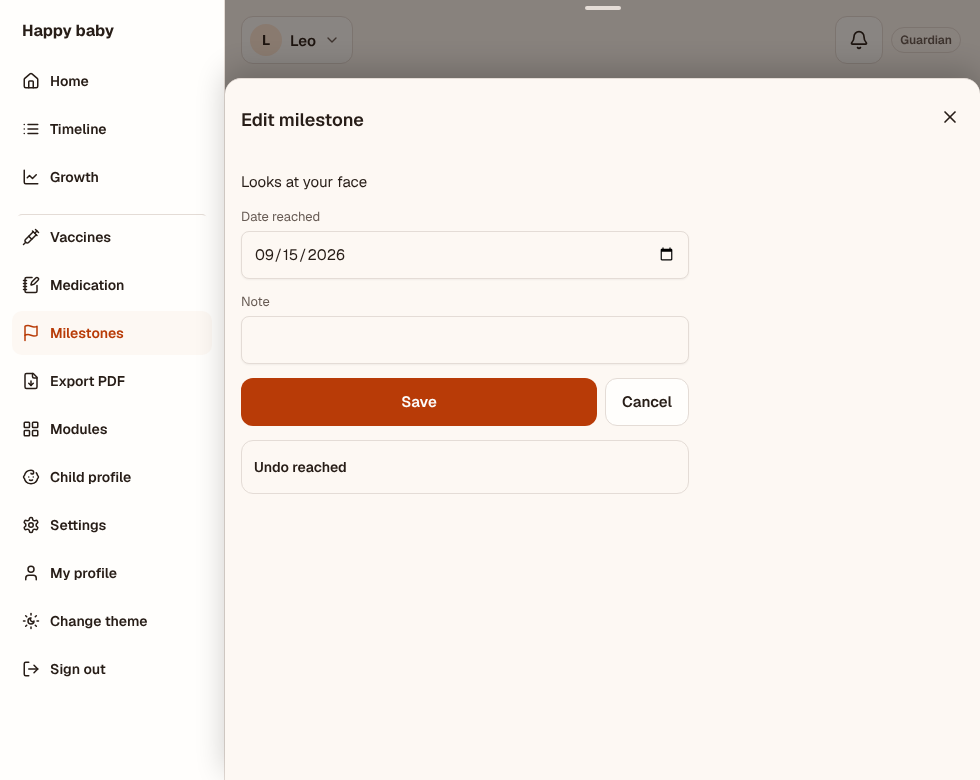 Happy baby
Home
Timeline
Growth
Vaccines
Medication
Milestones
Export PDF
Modules
Child profile
Settings
My profile
Change theme
Sign out
L Leo
Guardian
Edit milestone
Looks at your face
Date reached
09/15/2026
Note
Save Cancel
Undo reached